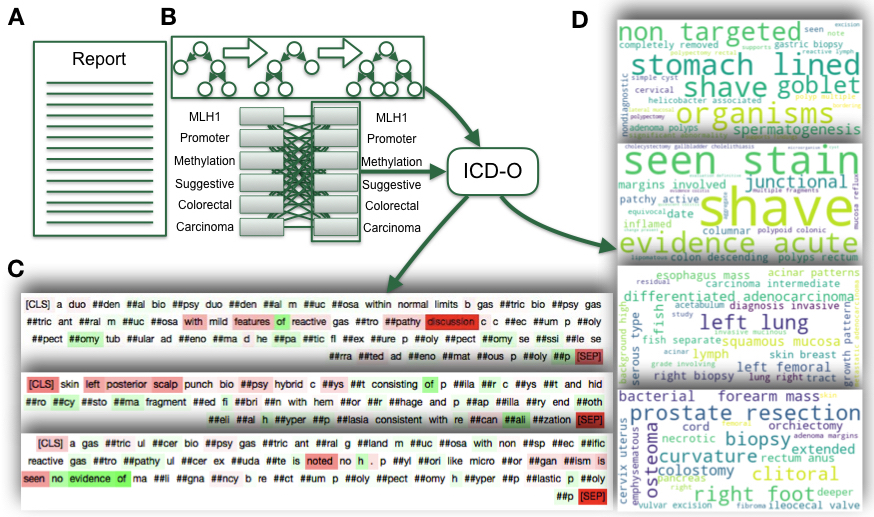 A
Report
B
MLH1
Promoter
Methylation
Suggestive
Colorectal
Carcinoma
MLH1
Promoter
Methylation
Suggestive
Colorectal
Carcinoma
ICD-O
C
[CLS] a duo ##den ##al bio ##psy duo ##den ##al m ##uc ##osa within normal limits b gas ##tric bio ##psy gas
##tric ant ##ral m ##uc ##osa with mild features of reactive gas ##tro ##pathy discussion c c ##ec ##um p ##oly
##pect ##omy tub ##ular ad ##eno ##ma d he ##pa ##tic fl ##ex ##ure p ##oly ##pect ##omy se ##ssi ##le se
##rra ##ted ad ##eno ##mat ##ous p ##oly ##p [SEP]
[CLS] skin left posterior scalp punch bio ##psy hybrid c ##ys ##t consisting of p ##ila ##r c ##ys ##t and hid
##ro ##cy ##sto ##ma fragment ##ed fi ##bri ##n with hem ##or ##r ##hage and p ##ap ##illa ##ry end ##oth
##eli ##al h ##yper ##p ##lasia consistent with re ##can ##ali ##zation [SEP]
[CLS] a gas ##tric ul ##cer bio ##psy gas ##tric ant ##ral g ##land m ##uc ##osa with non ##sp ##ec ##ific
reactive gas ##tro ##pathy ul ##cer ex ##uda ##te is noted no h . p ##yl ##ori like micro ##or ##gan ##ism is
seen no evidence of ma ##li ##gna ##ncy b re ##ct ##um p ##oly ##pect ##omy h ##yper ##p ##lastic p ##oly
##p [SEP]
D
excision
non targeted seen
note
completely removed supports gastric biopsy
polypectomy rectal reactive lymph
stomach lined
simple cyst
cervical shave goblet
helicobacter associated
nondiagnostic
polypectomy organisms
adenoma polyps spermatogenesis
cholecystectomy gallbladder cholelithiasis
seen stain
margins involved junctional
multiple fragments
patchy active shave
equivocal date
inflamed
mucosa reflux
columnar polypoid colonic
evidence acute
colon descending polyps rectum
esophagus mass acinar patterns
residual carcinoma intermediate
differentiated adenocarcinoma
acetabulum diagnosis invasive
study left lung
invasive mucinous
background high
serous type
fish
fish separate squamous mucosa
acinar lymph skin breast
grade involving left femoral
right biopsy lung right tract
growth pattern
metastatic adenocarcinoma
bacterial forearm mass skin
prostate resection
cord femoral orchiectomy
necrotic biopsy adenoma margins
extended
curvature rectum anus
cervix uterus
emphysematous
osteoma
colostomy clitoral
pancreas
right right foot deeper
vulvar excision fibroma ileocecal valve